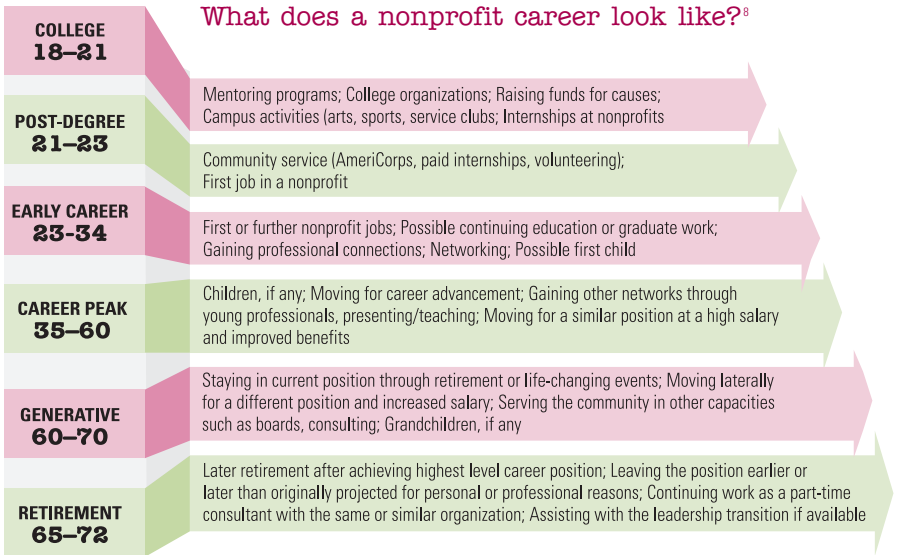 What does a nonprofit career look like?⁸
COLLEGE
18–21
Mentoring programs; College organizations; Raising funds for causes;
Campus activities (arts, sports, service clubs; Internships at nonprofits
POST-DEGREE
21–23
Community service (AmeriCorps, paid internships, volunteering);
First job in a nonprofit
EARLY CAREER
23-34
First or further nonprofit jobs; Possible continuing education or graduate work;
Gaining professional connections; Networking; Possible first child
CAREER PEAK
35–60
Children, if any; Moving for career advancement; Gaining other networks through
young professionals, presenting/teaching; Moving for a similar position at a high salary
and improved benefits
GENERATIVE
60–70
Staying in current position through retirement or life-changing events; Moving laterally
for a different position and increased salary; Serving the community in other capacities
such as boards, consulting; Grandchildren, if any
RETIREMENT
65–72
Later retirement after achieving highest level career position; Leaving the position earlier or
later than originally projected for personal or professional reasons; Continuing work as a part-time
consultant with the same or similar organization; Assisting with the leadership transition if available